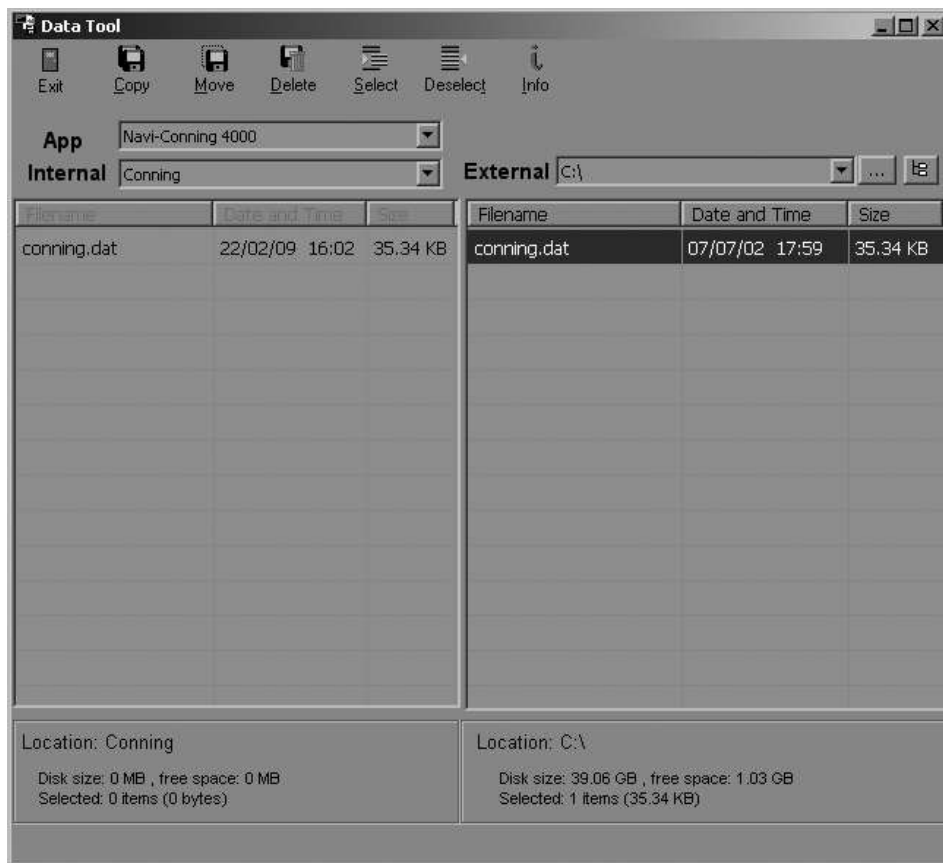 Data Tool
Exit Copy Move Delete Select Deselect Info
App Navi-Conning 4000
Internal Conning External C:\ ...
Filename Date and Time Size Filename Date and Time Size
conning.dat 22/02/09 16:02 35.34 KB conning.dat 07/07/02 17:59 35.34 KB
Location: Conning
Disk size: 0 MB , free space: 0 MB
Selected: 0 items (0 bytes)
Location: C:\
Disk size: 39.06 GB , free space: 1.03 GB
Selected: 1 items (35.34 KB)